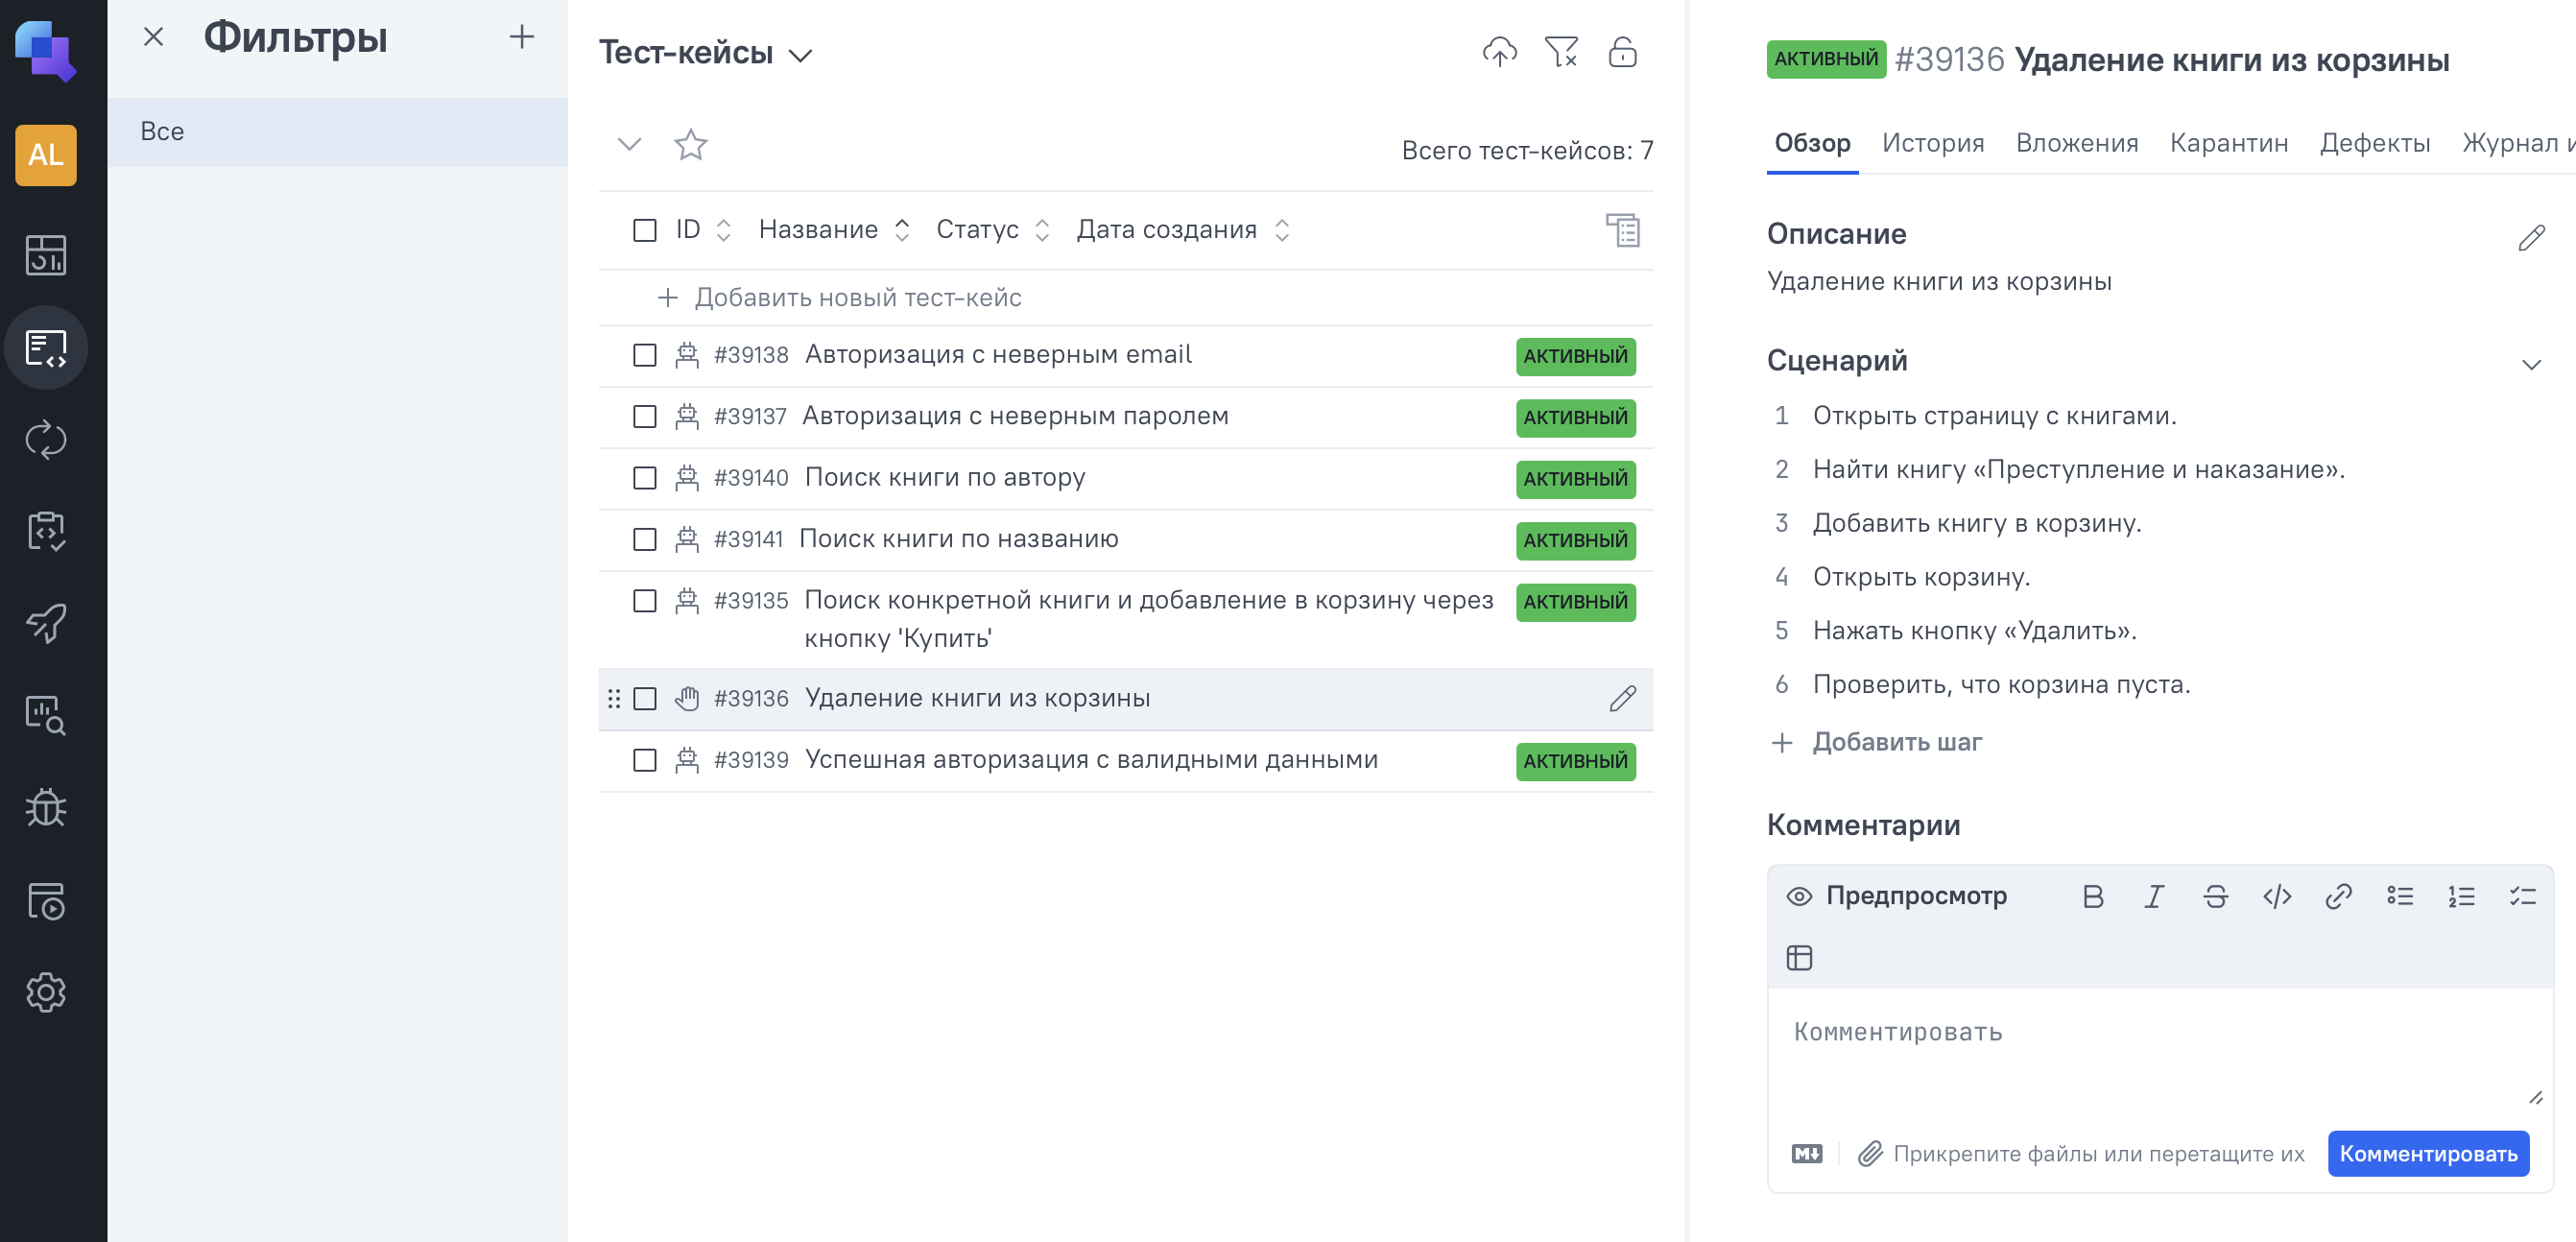 Фильтры
Все
AL
Тест-кейсы
Всего тест-кейсов: 7
ID Название Статус Дата создания
Добавить новый тест-кейс
#39138 Авторизация с неверным email АКТИВНЫЙ
#39137 Авторизация с неверным паролем АКТИВНЫЙ
#39140 Поиск книги по автору АКТИВНЫЙ
#39141 Поиск книги по названию АКТИВНЫЙ
#39135 Поиск конкретной книги и добавление в корзину через АКТИВНЫЙ
кнопку 'Купить'
#39136 Удаление книги из корзины
#39139 Успешная авторизация с валидными данными АКТИВНЫЙ
АКТИВНЫЙ #39136 Удаление книги из корзины
Обзор История Вложения Карантин Дефекты Журнал и
Описание
Удаление книги из корзины
Сценарий
1 Открыть страницу с книгами.
2 Найти книгу «Преступление и наказание».
3 Добавить книгу в корзину.
4 Открыть корзину.
5 Нажать кнопку «Удалить».
6 Проверить, что корзина пуста.
Добавить шаг
Комментарии
Предпросмотр
Комментировать
Прикрепите файлы или перетащите их Комментировать